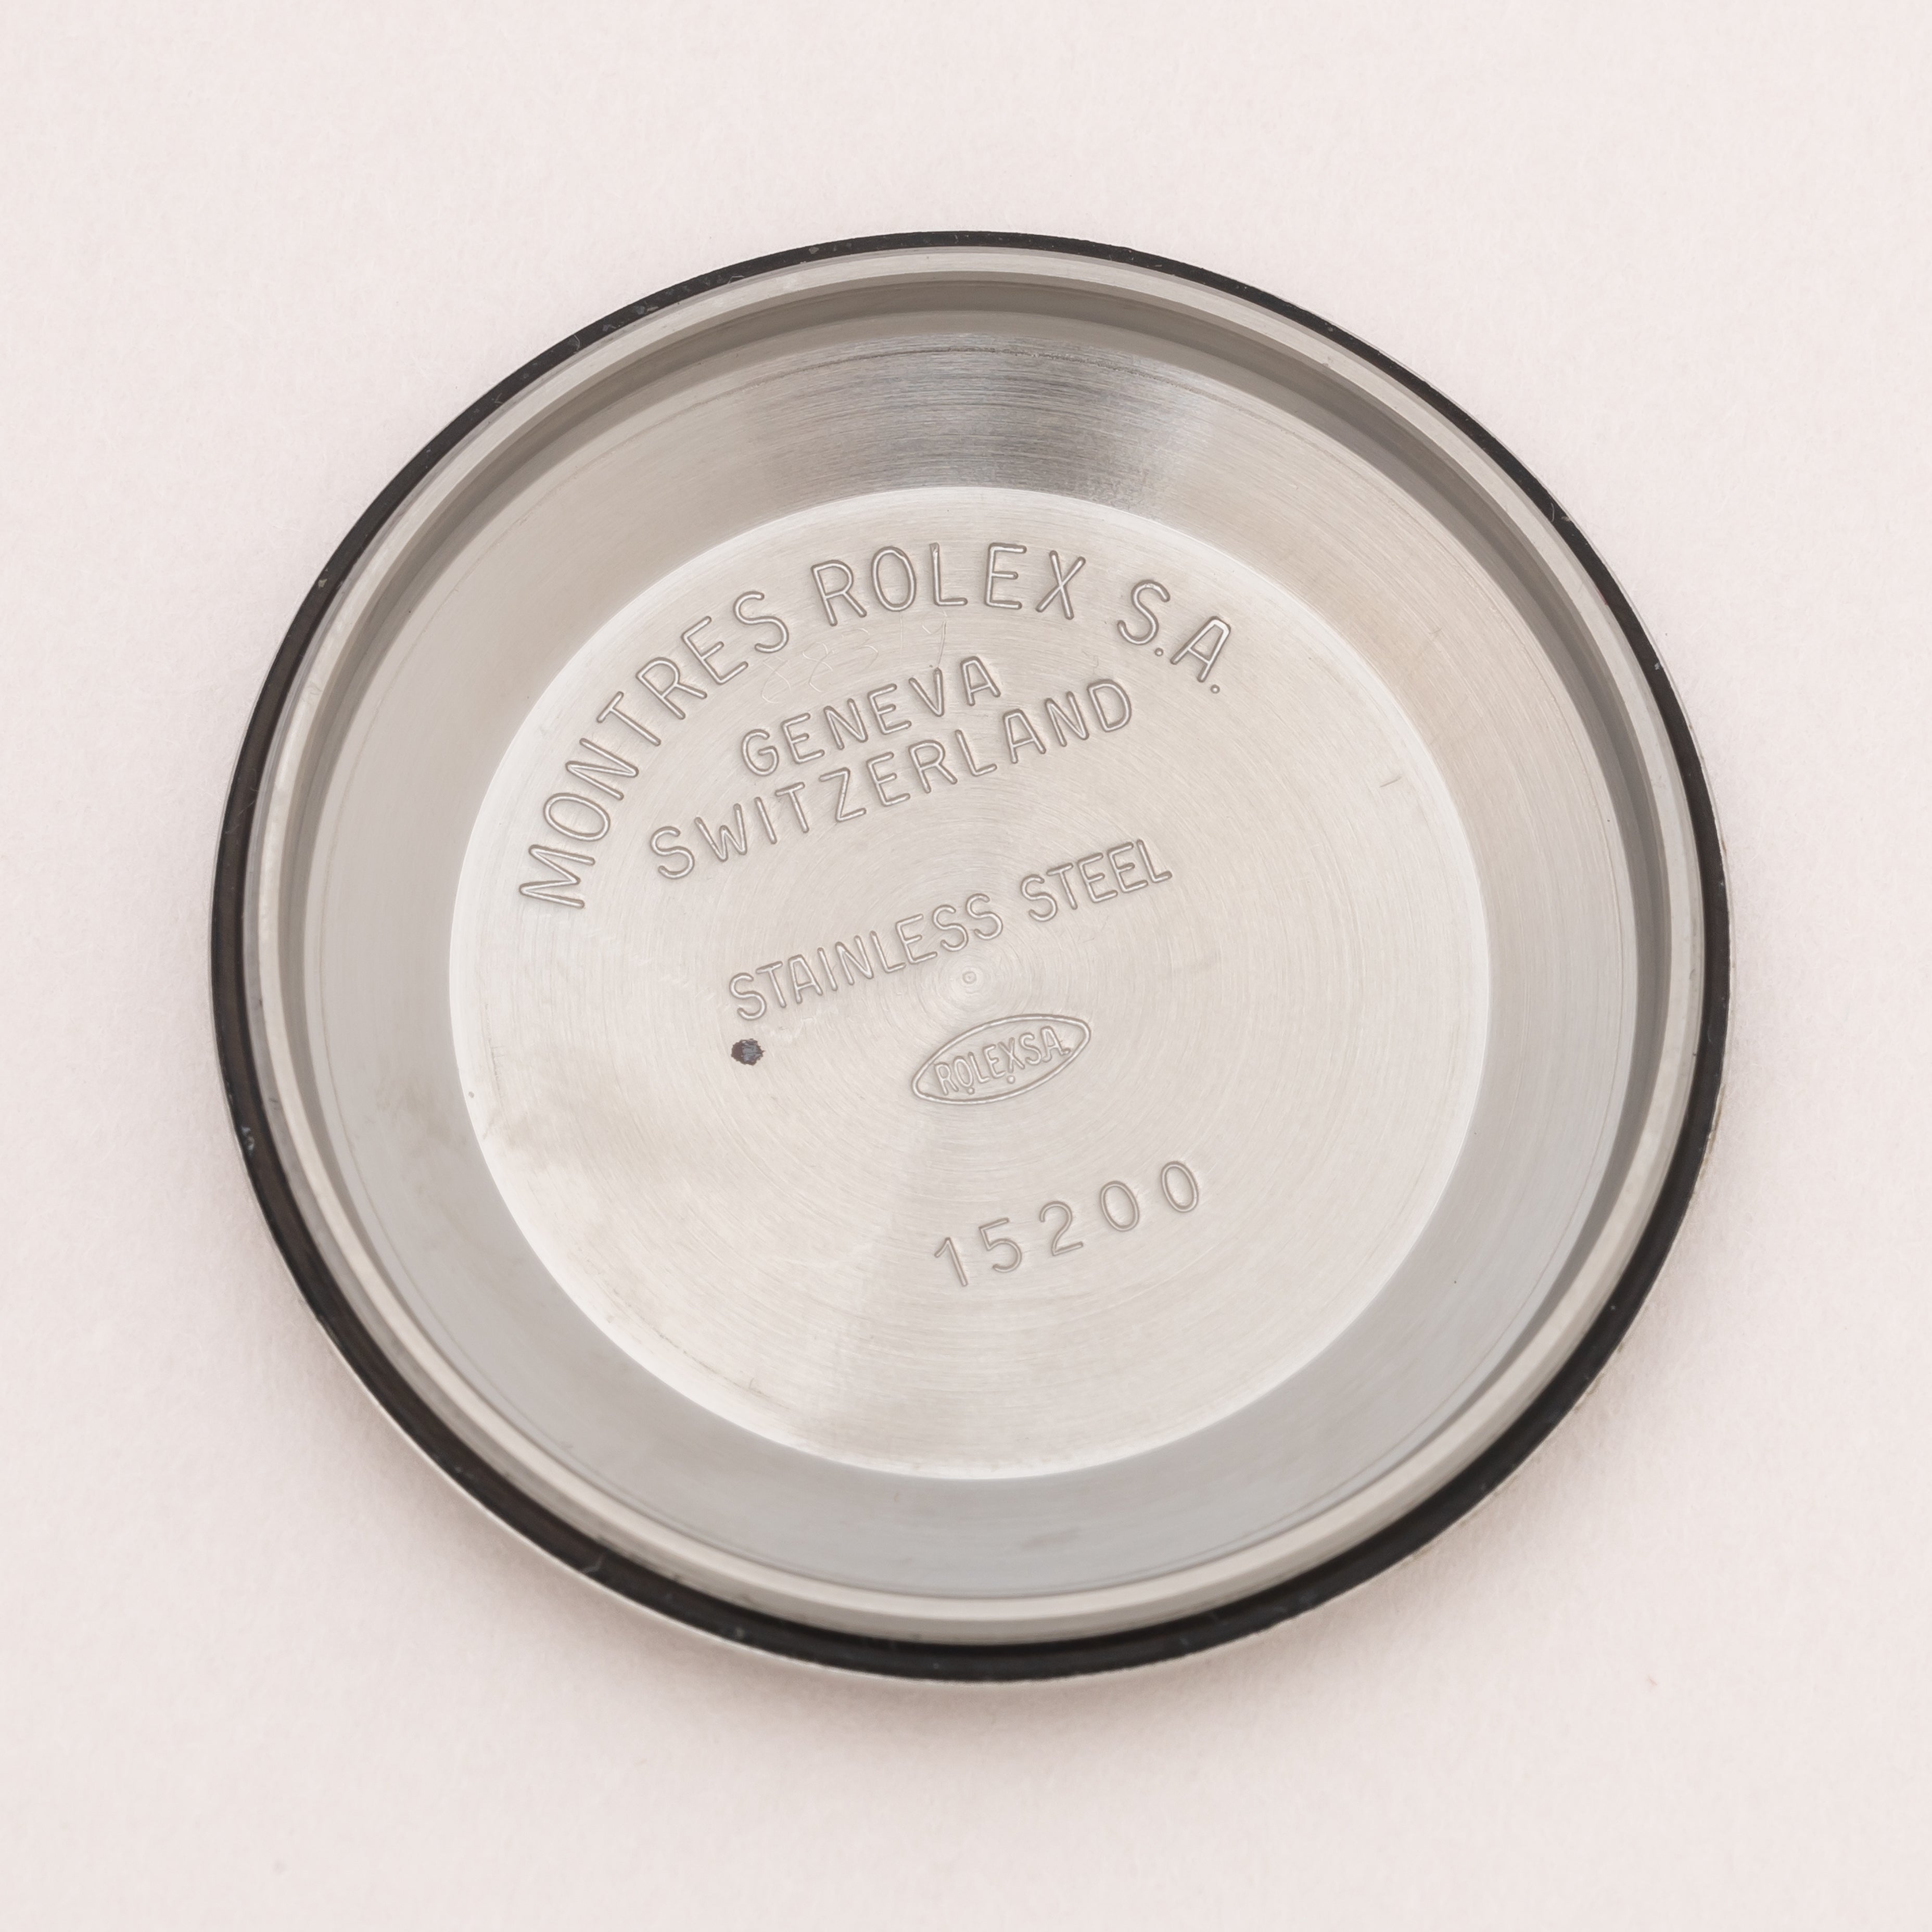 MONTRES ROLEX S.A.
GENEVA
SWITZERLAND
STAINLESS STEEL
ROLEX S.A.
15200